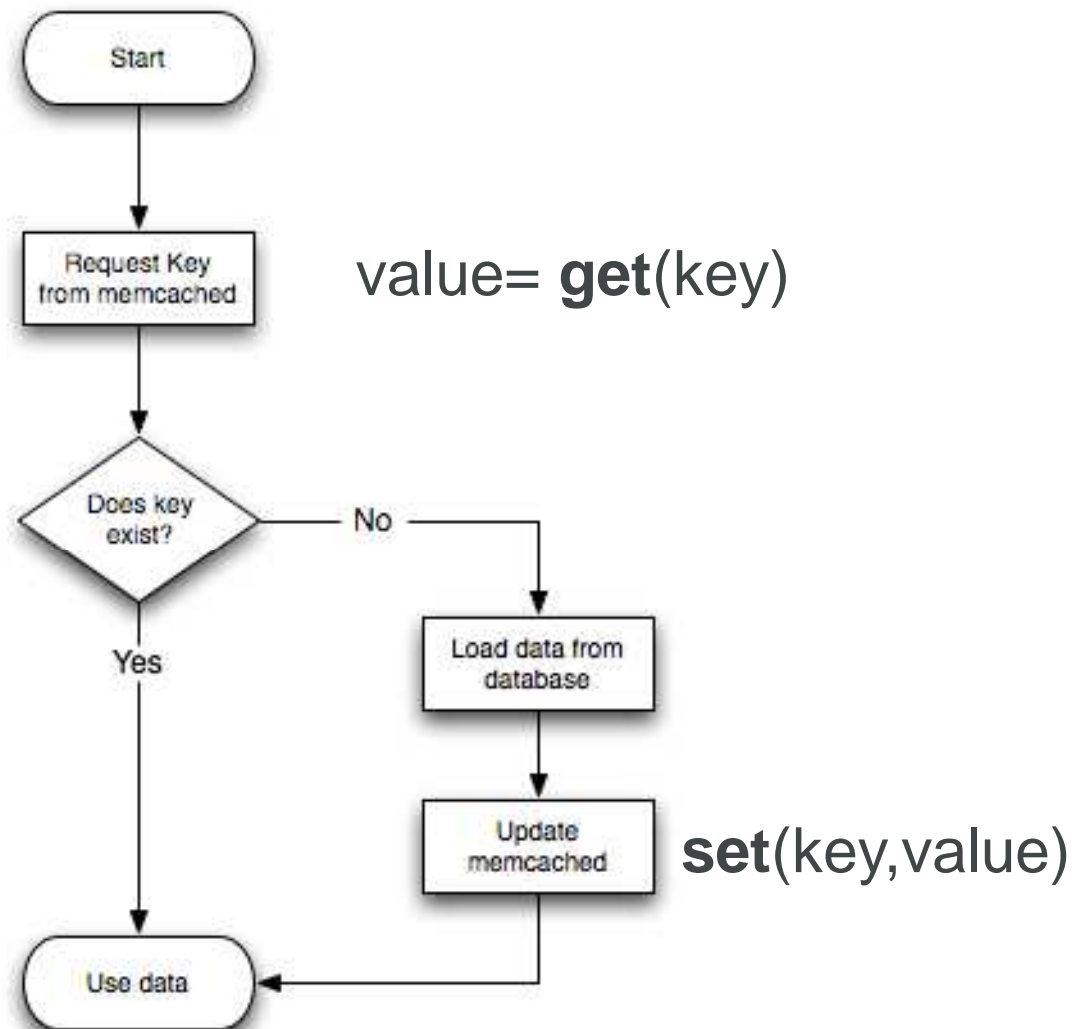 Start
Request Key
from memcached
value= get(key)
Does key
exist?
No
Yes
Load data from
database
Update
memcached
set(key,value)
Use data